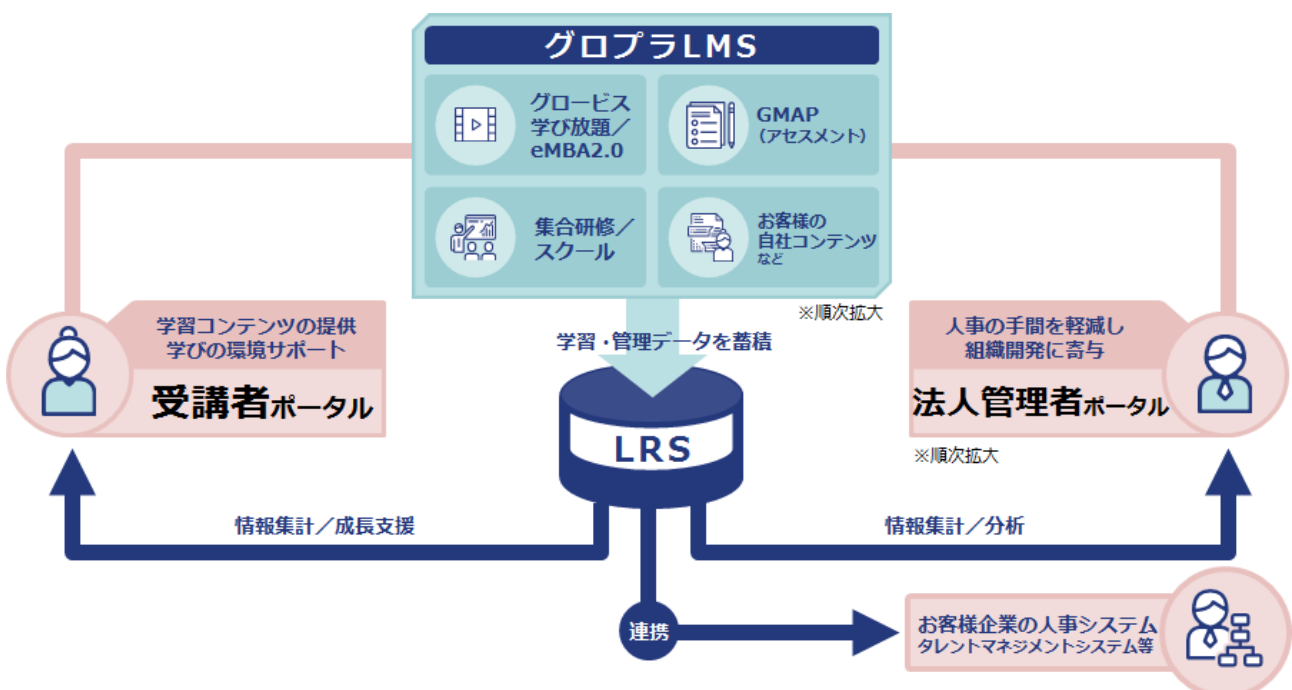 グロプラLMS
グロービス
学び放題／
eMBA2.0
GMAP
（アセスメント）
集合研修／
スクール
お客様の
自社コンテンツ
など
※順次拡大
学習・管理データを蓄積
学習コンテンツの提供
学びの環境サポート
受講者ポータル
人事の手間を軽減し
組織開発に寄与
法人管理者ポータル
※順次拡大
LRS
情報集計／成長支援
情報集計／分析
連携
お客様企業の人事システム
タレントマネジメントシステム等